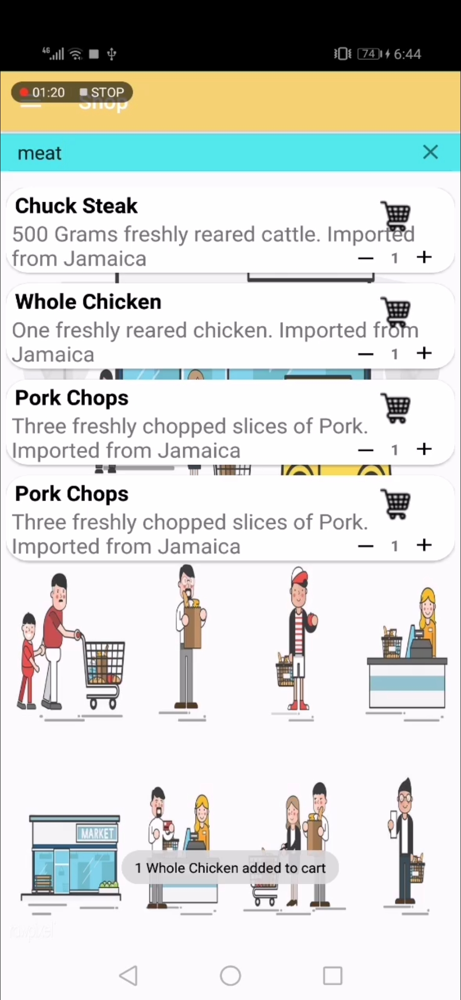 4G
74
6:44
01:20
STOP
Shop
meat
Chuck Steak
500 Grams freshly reared cattle. Imported
from Jamaica
1
Whole Chicken
One freshly reared chicken. Imported from
Jamaica
1
Pork Chops
Three freshly chopped slices of Pork.
Imported from Jamaica
1
Pork Chops
Three freshly chopped slices of Pork.
Imported from Jamaica
1
MARKET
1 Whole Chicken added to cart
rawpixel